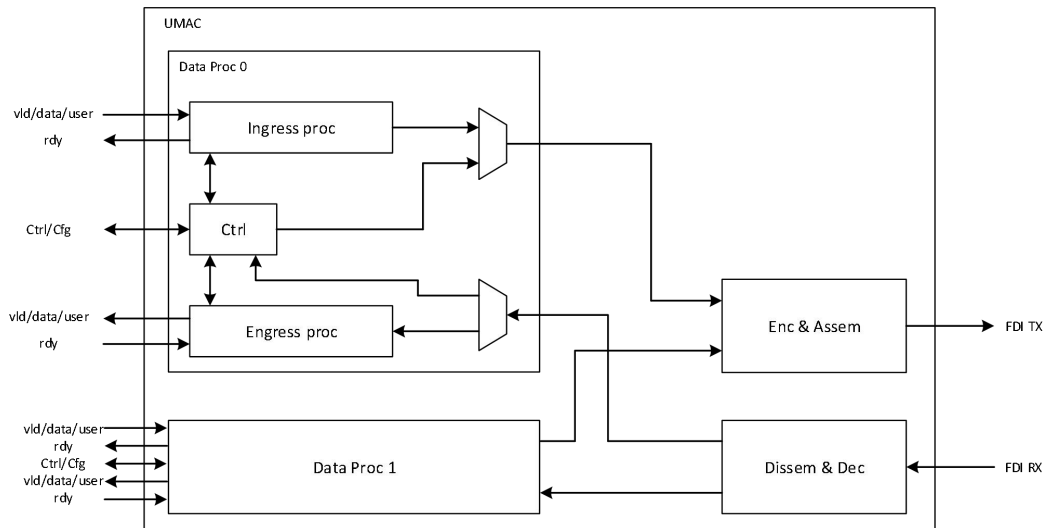 UMAC
Data Proc 0
vld/data/user
Ingress proc
rdy
Ctrl/Cfg
Ctrl
vld/data/user
Engress proc
rdy
Enc & Assem
FDI TX
vld/data/user
rdy
Ctrl/Cfg
vld/data/user
rdy
Data Proc 1
Dissem & Dec
FDI RX